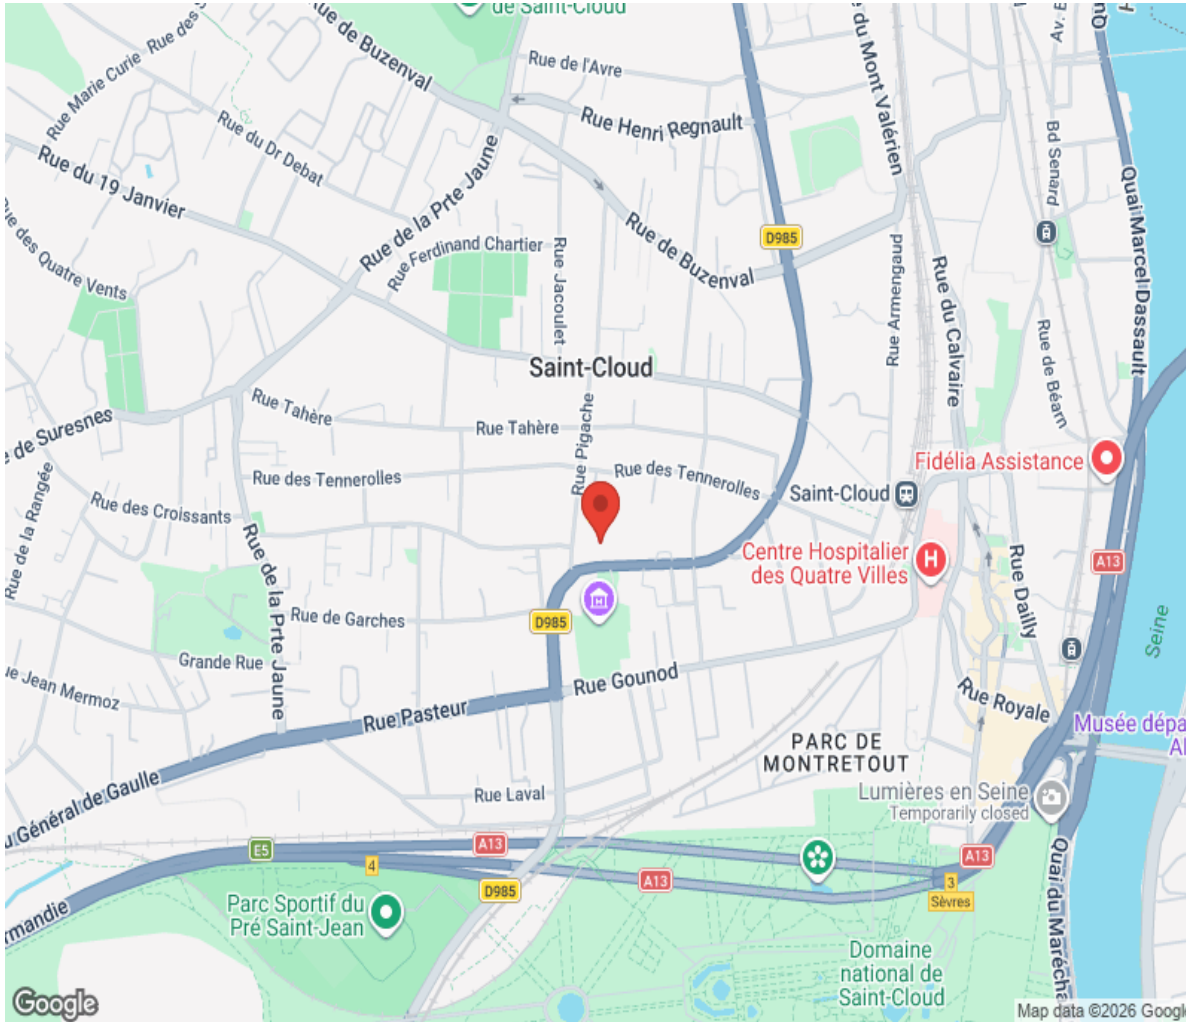 de Saint-Cloud
Rue de Buzenval
Rue de l'Avre
Rue Marie Curie
Rue des
Rue Henri Regnault
Rue du Dr Debat
Rue du 19 Janvier
Rue de la Prte Jaune
Rue Ferdinand Chartier
Rue Jacoulet
Rue de Buzenval
D985
Rue des Quatre Vents
du Mont Valérien
Av. B
Bd Senard
Quai Marcel Dassault
Rue Armengaud
Rue du Calvaire
Rue de Béarn
Saint-Cloud
Rue Pigache
Rue Tahère
Rue Tahère
de Suresnes
Rue de la Rangée
Rue des Tennerolles
Rue des Tennerolles
Rue des Croissants
Rue de la Prte Jaune
Saint-Cloud
Fidélia Assistance
Centre Hospitalier
des Quatre Villes
H
A13
Rue Dailly
Seine
Rue de Garches
D985
Grande Rue
ue Jean Mermoz
Rue Gounod
Rue Pasteur
Rue Royale
Musée dépa
Al
PARC DE
MONTRETOUT
Lumières en Seine
Temporarily closed
u Général de Gaulle
Rue Laval
E5
A13
4
D985
A13
A13
3
Sèvres
Quai du Marécha
rmandie
Parc Sportif du
Pré Saint-Jean
Domaine
national de
Saint-Cloud
Google
Map data ©2026 Google